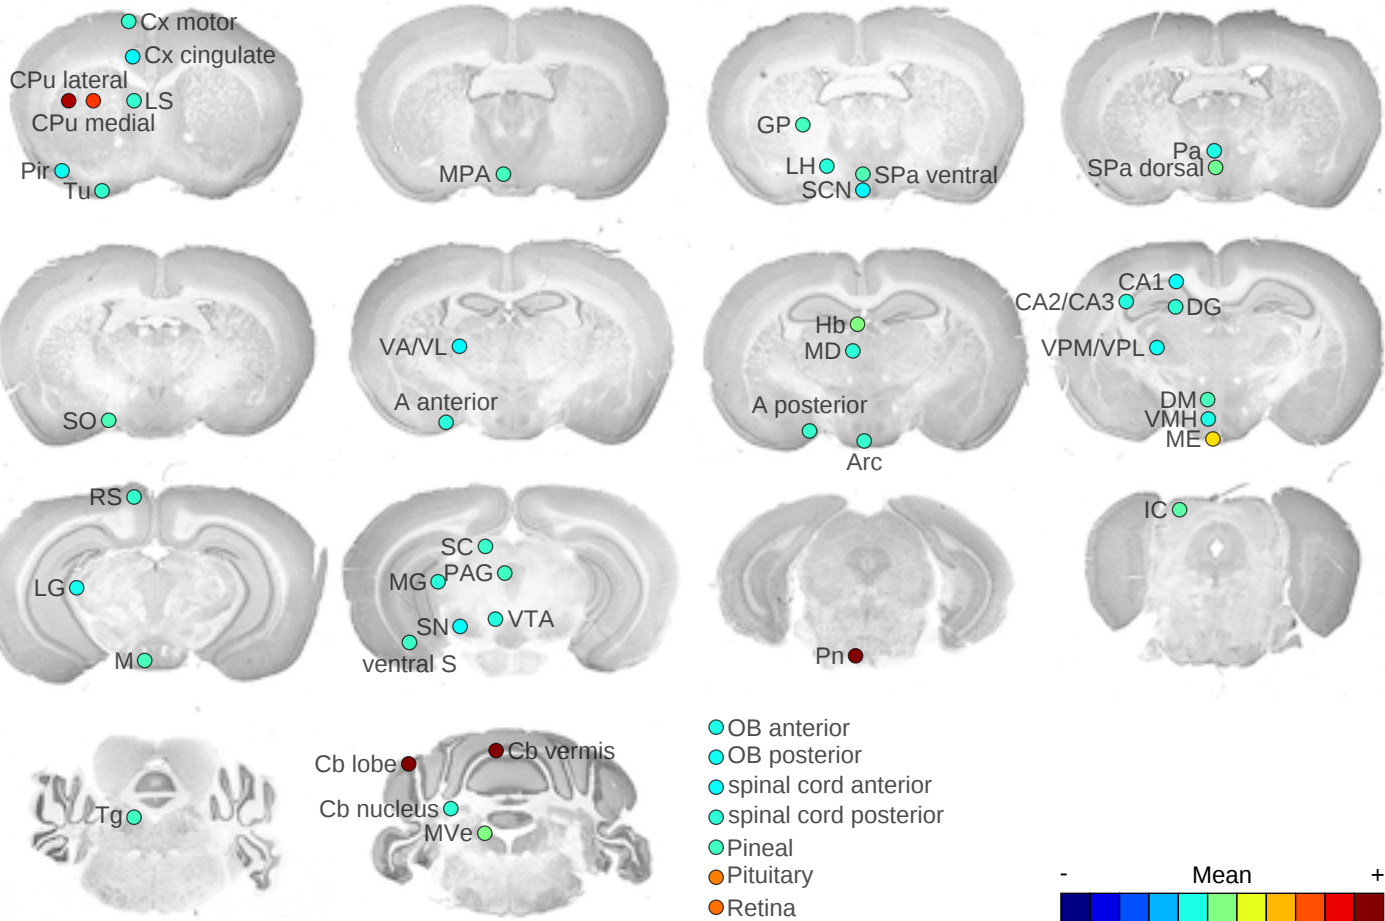 Cx motor
Cx cingulate
CPu lateral
LS
CPu medial
Pir
Tu
MPA
GP
LH
SPa ventral
SCN
Pa
SPa dorsal
SO
VA/VL
A anterior
Hb
MD
A posterior
Arc
CA1
CA2/CA3
DG
VPM/VPL
DM
VMH
ME
RS
LG
M
SC
PAG
MG
VTA
SN
ventral S
Pn
IC
Tg
Cb lobe
Cb vermis
Cb nucleus
MVe
OB anterior
OB posterior
spinal cord anterior
spinal cord posterior
Pineal
Pituitary
Retina
- Mean +